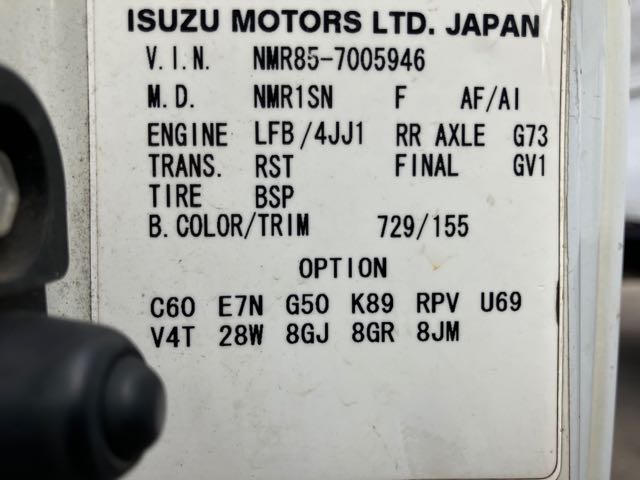 ISUZU MOTORS LTD. JAPAN
V.I.N. NMR85-7005946
M.D. NMR1SN F AF/AI
ENGINE LFB/4JJ1 RR AXLE G73
TRANS. RST FINAL GV1
TIRE BSP
B.COLOR/TRIM 729/155
OPTION
C60 E7N G50 K89 RPV U69
V4T 28W 8GJ 8GR 8JM